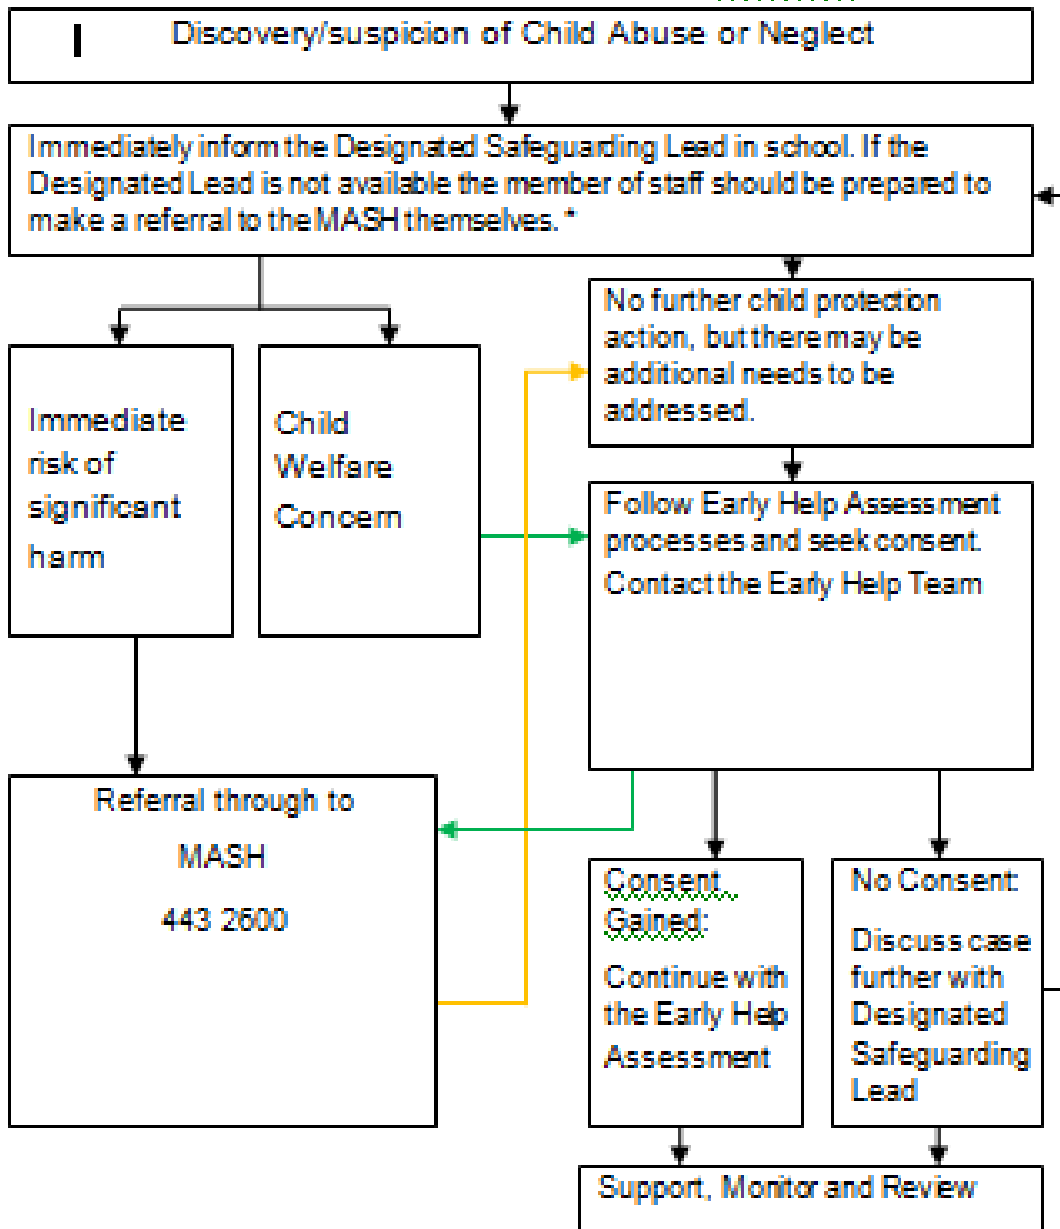 I Discovery/suspicion of Child Abuse or Neglect
Immediately inform the Designated Safeguarding Lead in school. If the
Designated Lead is not available the member of staff should be prepared to
make a referral to the MASH themselves. *
No further child protection
action, but there may be
additional needs to be
addressed.
Immediate
risk of
significant
harm
Child
Welfare
Concern
Follow Early Help Assessment
processes and seek consent.
Contact the Early Help Team
Referral through to
MASH
443 2600
Consent
Gained:
Continue with
the Early Help
Assessment
No Consent:
Discuss case
further with
Designated
Safeguarding
Lead
Support, Monitor and Review